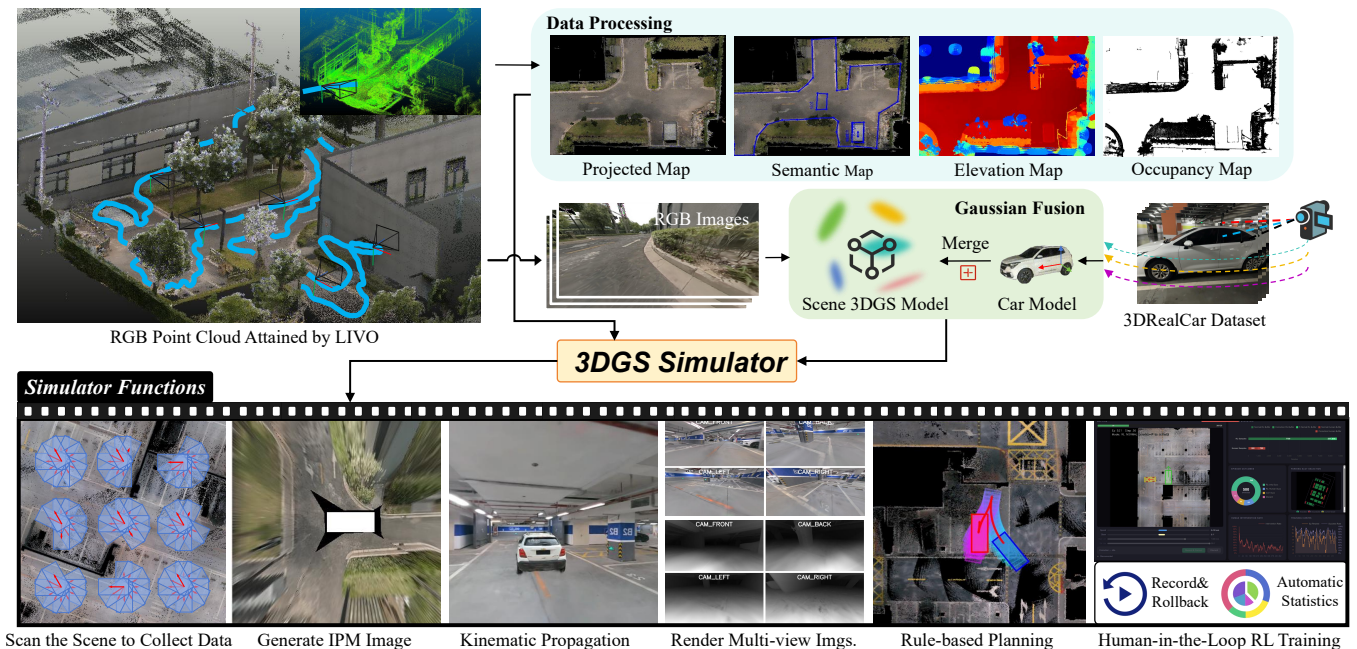 Data Processing
Projected Map
Semantic Map
Elevation Map
Occupancy Map
RGB Images
Gaussian Fusion
Merge
Scene 3DGS Model
Car Model
3DRealCar Dataset
RGB Point Cloud Attained by LIVO
3DGS Simulator
Simulator Functions
CAM_FRONT
CAM_BACK
CAM_LEFT
CAM_RIGHT
CAM_FRONT
CAM_BACK
CAM_LEFT
CAM_RIGHT
B2
Record&
Rollback
Automatic
Statistics
Scan the Scene to Collect Data
Generate IPM Image
Kinematic Propagation
Render Multi-view Imgs.
Rule-based Planning
Human-in-the-Loop RL Training